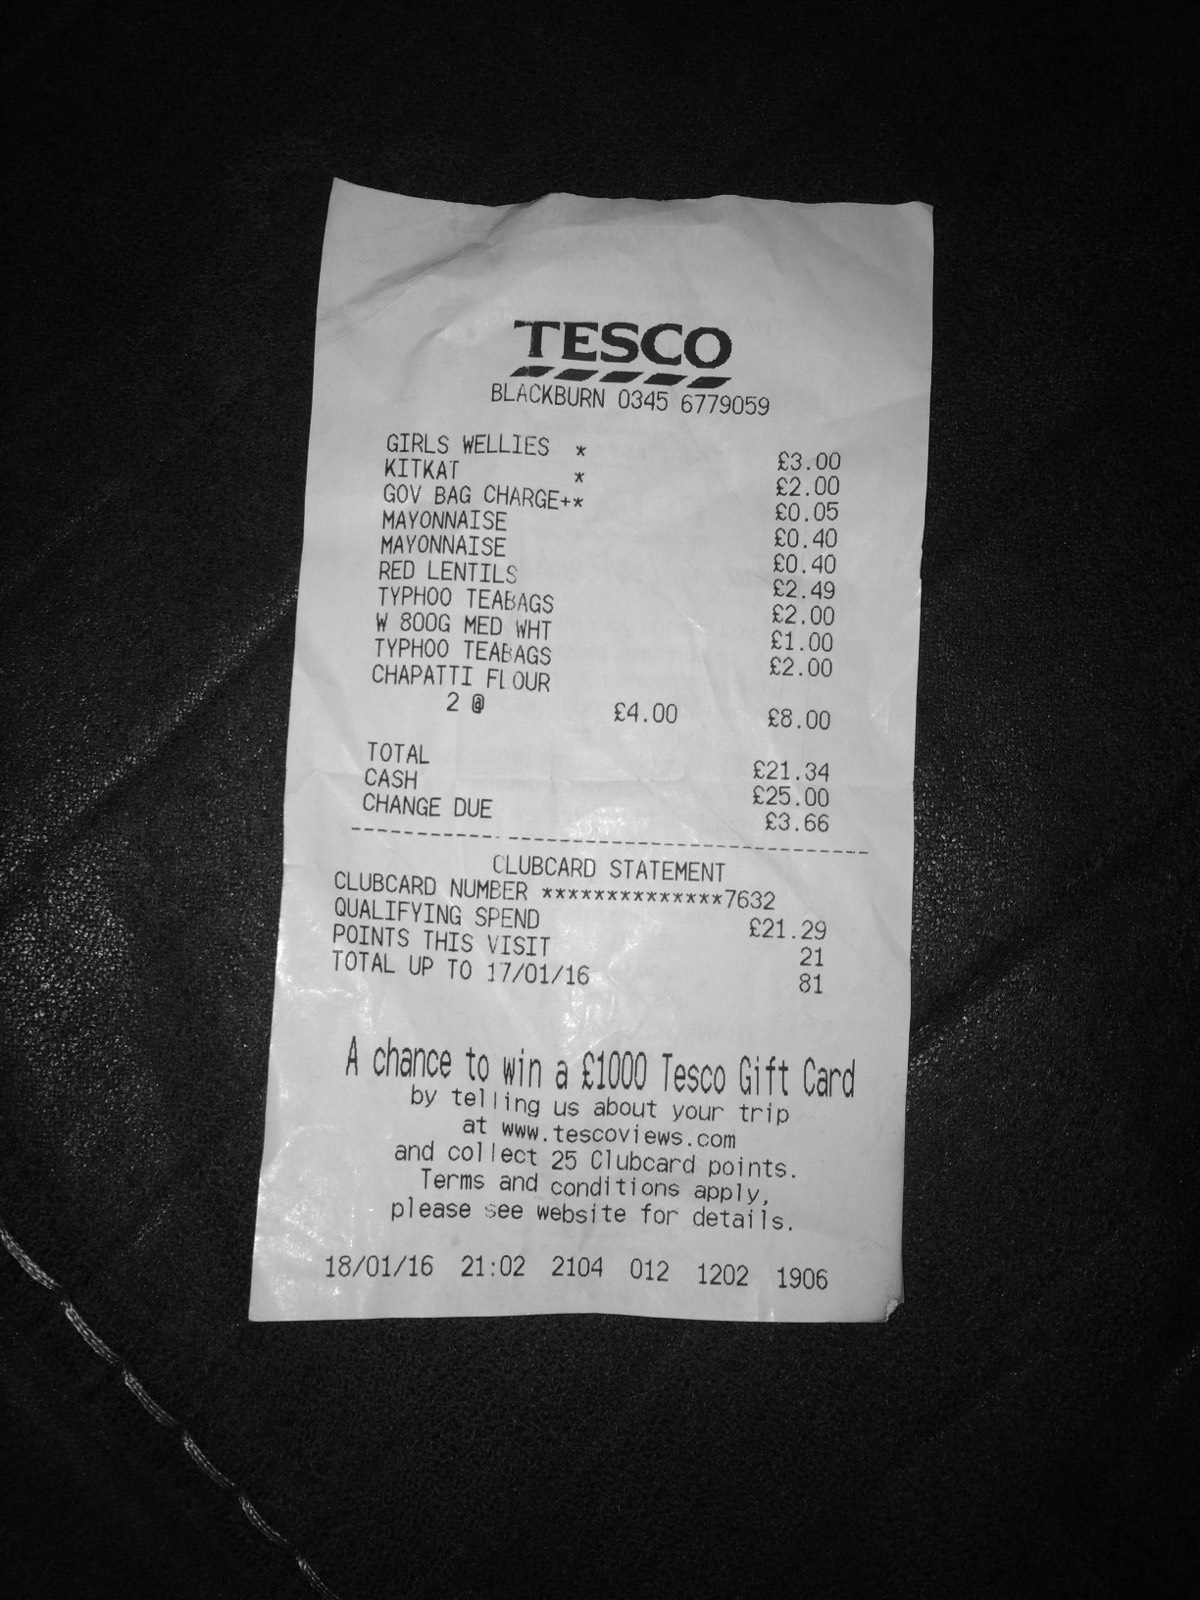 TESCO
BLACKBURN 0345 6779059
GIRLS WELLIES * £3.00
KITKAT * £2.00
GOV BAG CHARGE+* £0.05
MAYONNAISE £0.40
MAYONNAISE £0.40
RED LENTILS £2.49
TYPHOO TEABAGS £2.00
W 800G MED WHT £1.00
TYPHOO TEABAGS £2.00
CHAPATTI FLOUR
2 @ £4.00 £8.00
TOTAL £21.34
CASH £25.00
CHANGE DUE £3.66
CLUBCARD STATEMENT
CLUBCARD NUMBER **************7632
QUALIFYING SPEND £21.29
POINTS THIS VISIT 21
TOTAL UP TO 17/01/16 81
A chance to win a £1000 Tesco Gift Card
by telling us about your trip
at www.tescoviews.com
and collect 25 Clubcard points.
Terms and conditions apply,
please see website for details.
18/01/16 21:02 2104 012 1202 1906